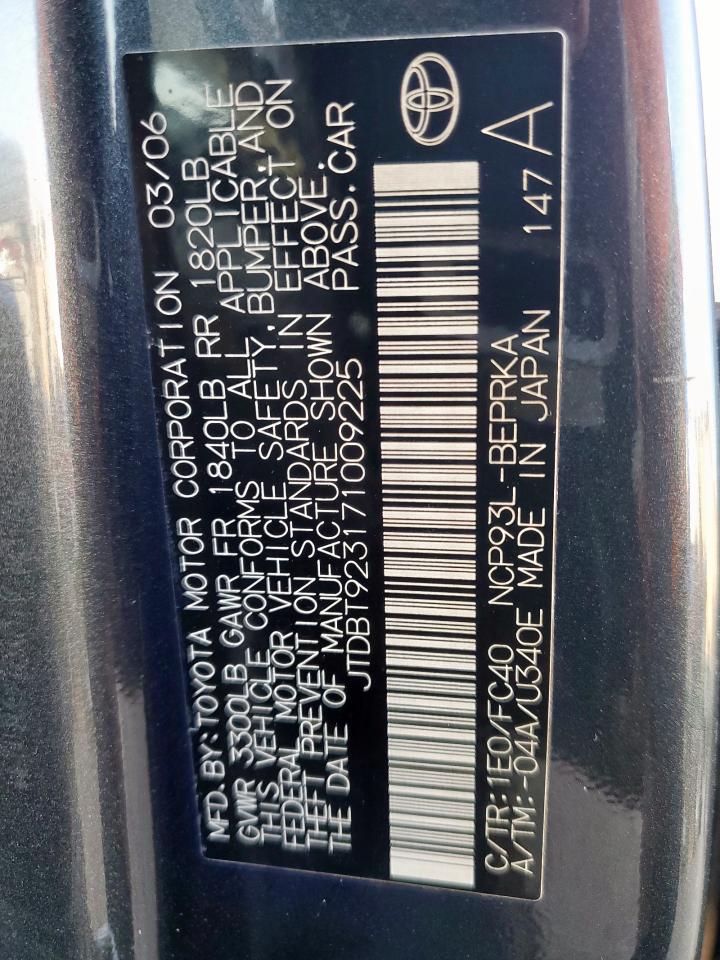 MFD.BY:TOYOTA MOTOR CORPORATION 03/06
GVWR 3300LB GAWR FR 1840LB RR 1820LB
THIS VEHICLE CONFORMS TO ALL APPLICABLE
FEDERAL MOTOR VEHICLE SAFETY,BUMPER,AND
THEFT PREVENTION STANDARDS IN EFFECT ON
THE DATE OF MANUFACTURE SHOWN ABOVE.
JTDBT923171009225 PASS.CAR
C/TR:1E0/FC40 NCP93L-BEPRKA
A/TM:-04A/U340E MADE IN JAPAN 147 A